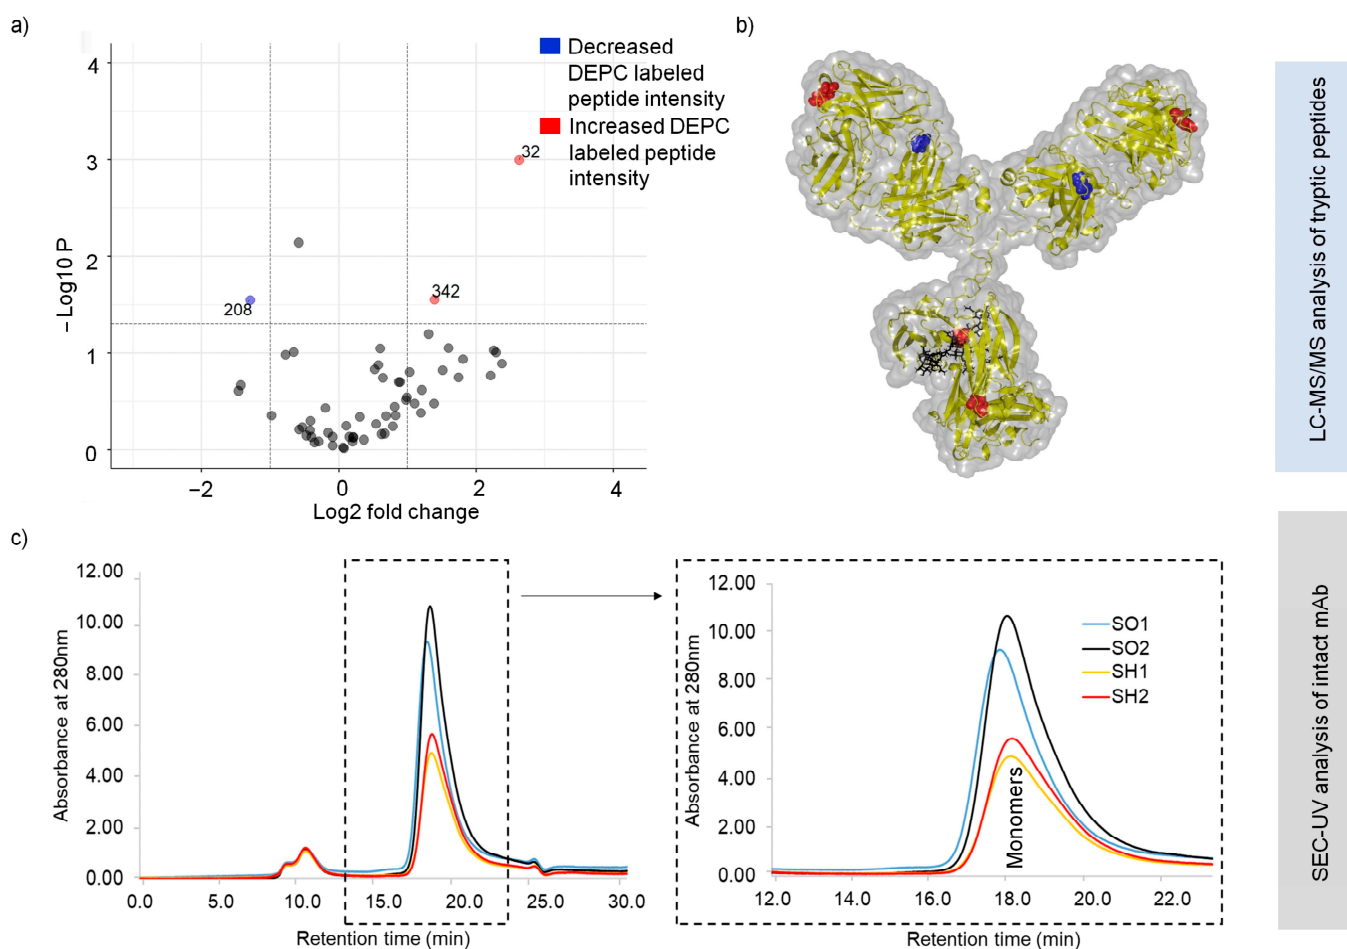 a)
b)
Decreased
DEPC labeled
peptide intensity
Increased DEPC
labeled peptide
intensity
4
3
2
1
0
−Log10 P
32
342
208
−2
0
2
4
Log2 fold change
LC-MS/MS analysis of tryptic peptides
c)
12.00
10.00
8.00
6.00
4.00
2.00
0.00
Absorbance at 280nm
0.0
5.0
10.0
15.0
20.0
25.0
30.0
Retention time (min)
12.00
10.00
8.00
6.00
4.00
2.00
0.00
Absorbance at 280nm
SO1
SO2
SH1
SH2
Monomers
12.0
14.0
16.0
17.0
18.0
20.0
22.0
Retention time (min)
SEC-UV analysis of intact mAb